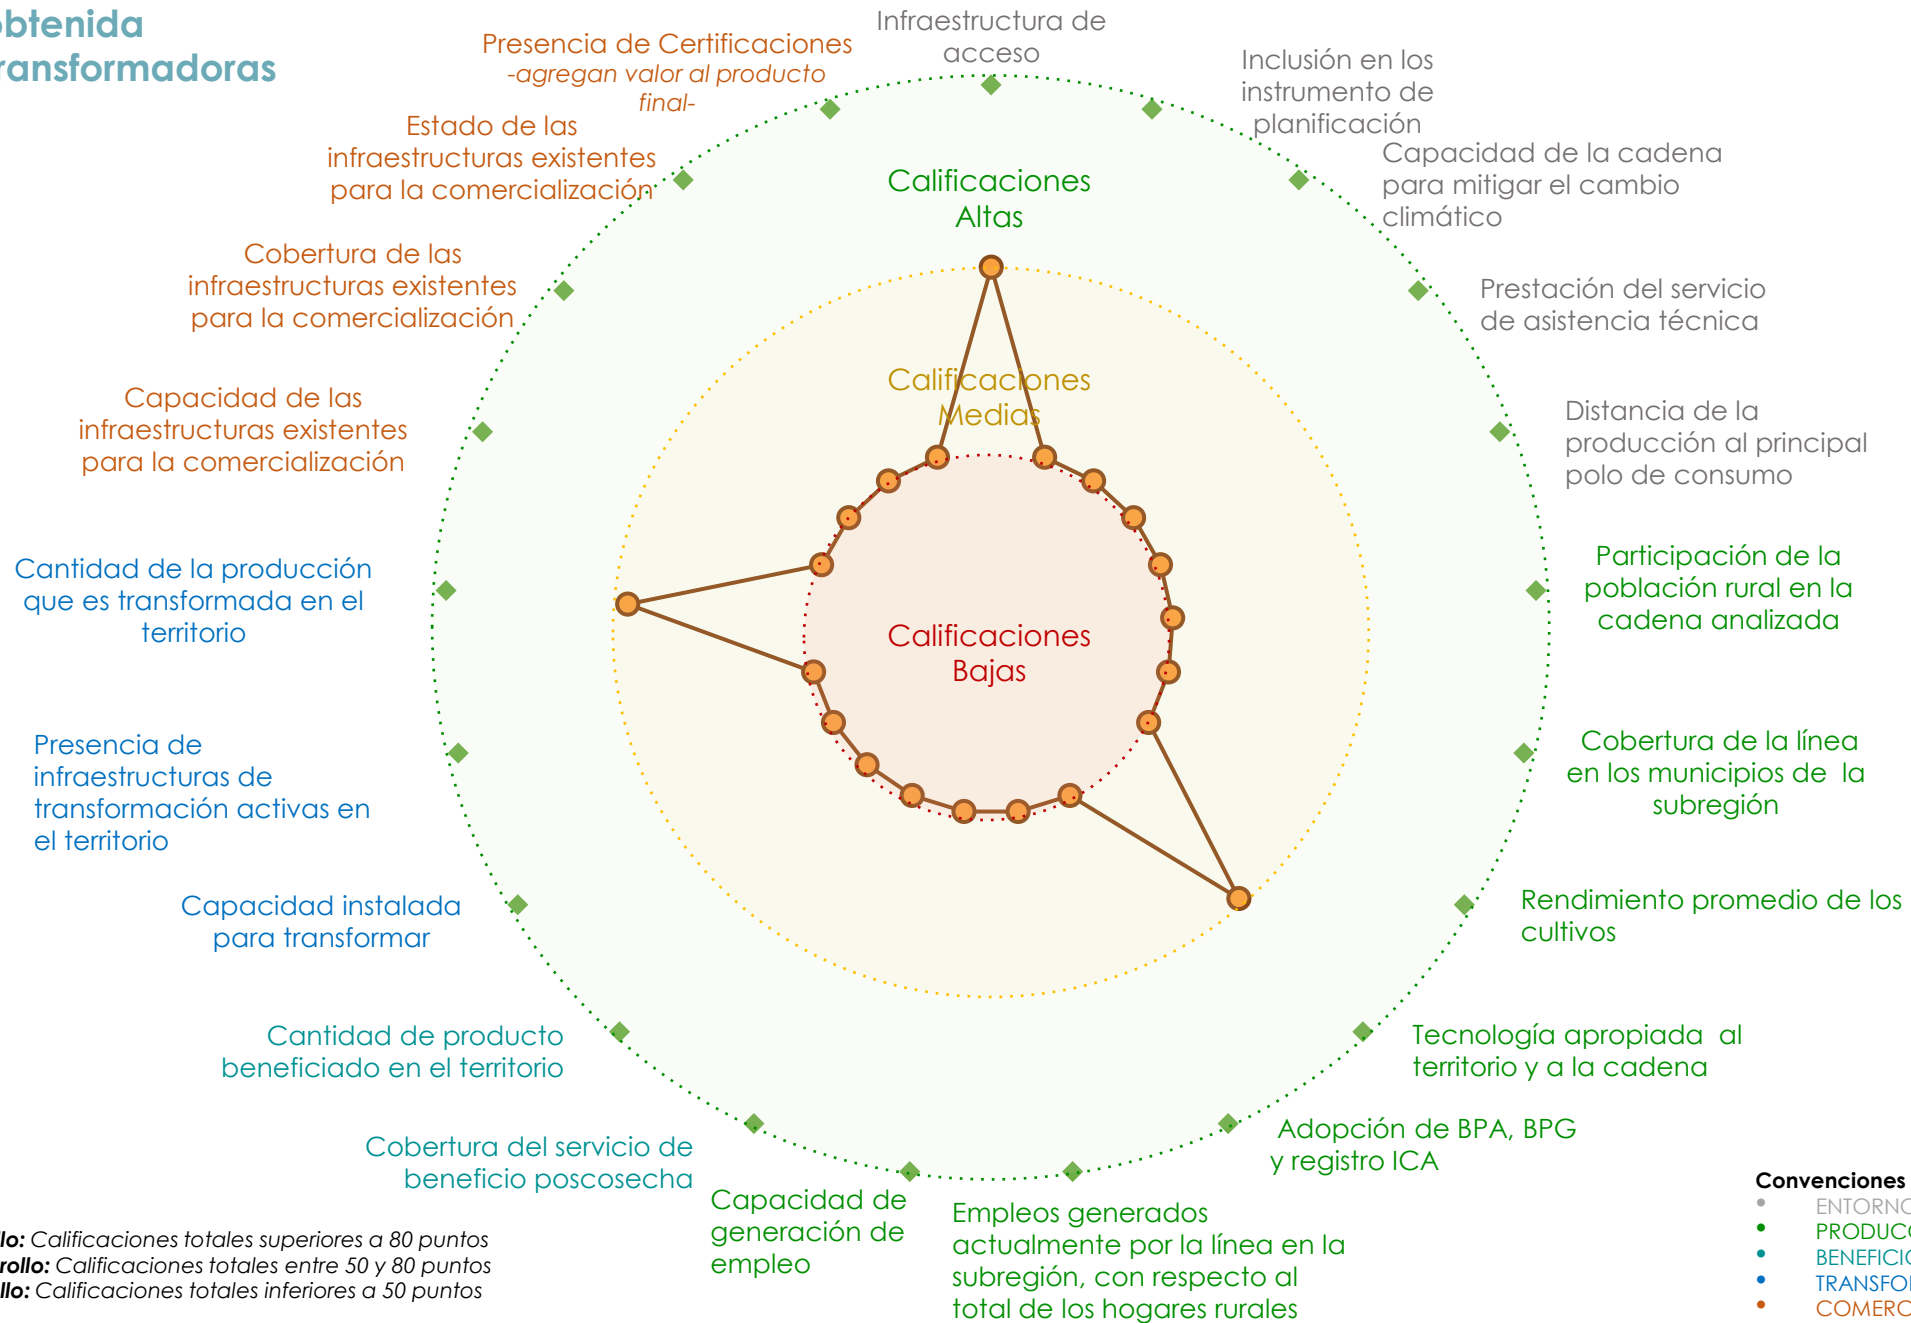 btenida
ransformadoras
Infraestructura de
acceso
Presencia de Certificaciones
-agregan valor al producto
final-
Inclusión en los
instrumento de
planificación
Estado de las
infraestructuras existentes
para la comercialización
Capacidad de la cadena
para mitigar el cambio
climático
Calificaciones
Altas
Cobertura de las
infraestructuras existentes
para la comercialización
Prestación del servicio
de asistencia técnica
Calificaciones
Medias
Capacidad de las
infraestructuras existentes
para la comercialización
Distancia de la
producción al principal
polo de consumo
Cantidad de la producción
que es transformada en el
territorio
Participación de la
población rural en la
cadena analizada
Calificaciones
Bajas
Presencia de
infraestructuras de
transformación activas en
el territorio
Cobertura de la línea
en los municipios de la
subregión
Capacidad instalada
para transformar
Rendimiento promedio de los
cultivos
Cantidad de producto
beneficiado en el territorio
Tecnología apropiada al
territorio y a la cadena
Cobertura del servicio de
beneficio poscosecha
Adopción de BPA, BPG
y registro ICA
Capacidad de
generación de
empleo
Empleos generados
actualmente por la línea en la
subregión, con respecto al
total de los hogares rurales
llo: Calificaciones totales superiores a 80 puntos
rollo: Calificaciones totales entre 50 y 80 puntos
llo: Calificaciones totales inferiores a 50 puntos
Convenciones
• ENTORNO
• PRODUCC
• BENEFICIO
• TRANSFOR
• COMERC